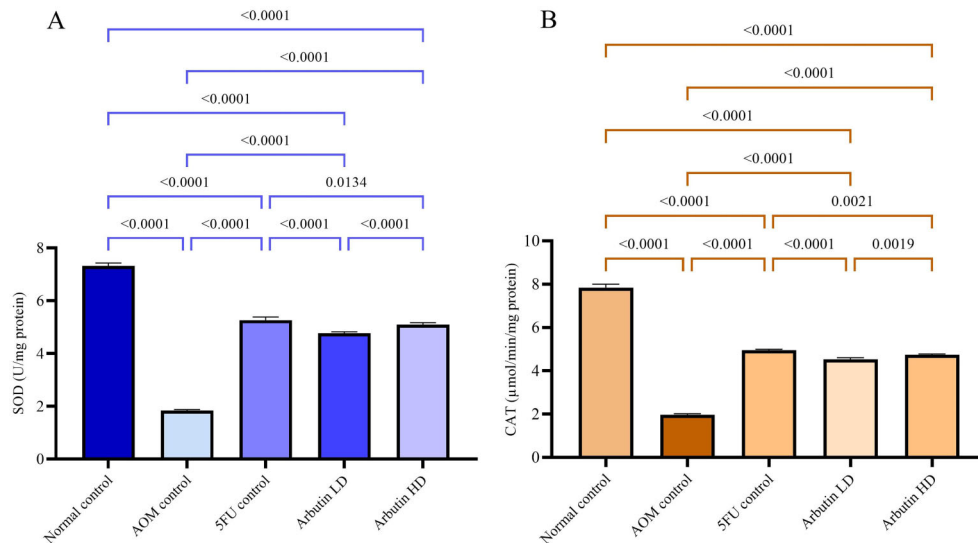 A
<0.0001
<0.0001
<0.0001
<0.0001
<0.0001 0.0134
<0.0001 <0.0001 <0.0001 <0.0001
SOD (U/mg protein)
8
6
4
2
0
Normal control
AOM control
5FU control
Arbutin LD
Arbutin HD
B
<0.0001
<0.0001
<0.0001
<0.0001
<0.0001 0.0021
<0.0001 <0.0001 <0.0001 0.0019
CAT (µmol/min/mg protein)
10
8
6
4
2
0
Normal control
AOM control
5FU control
Arbutin LD
Arbutin HD